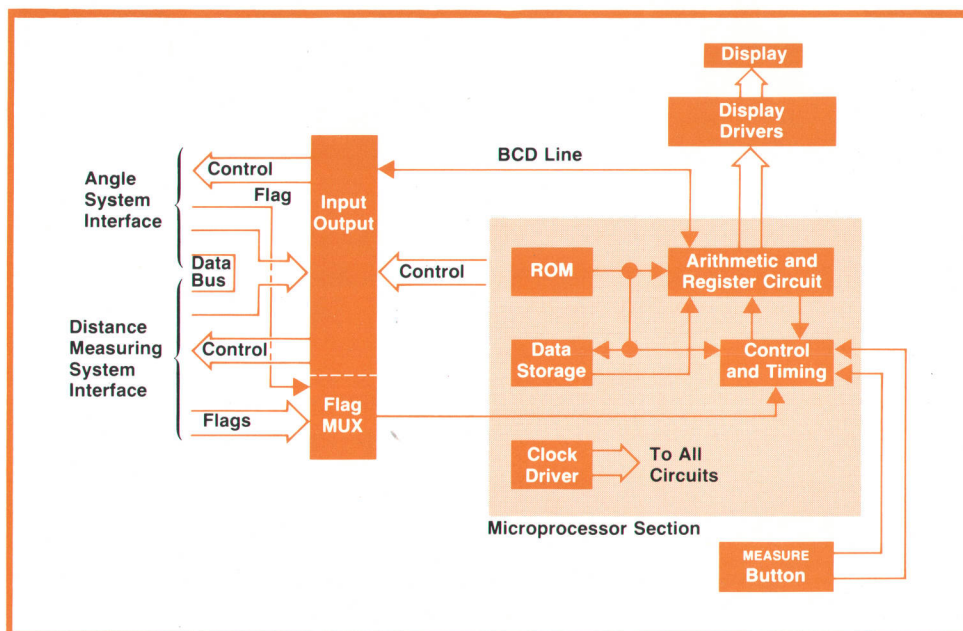 Display
Display
Drivers
BCD Line
Control
Flag
Angle
System
Interface
Input
Output
Data
Bus
Control
ROM
Arithmetic and
Register Circuit
Distance
Measuring
System
Interface
Control
Data
Storage
Control
and Timing
Flags
Flag
MUX
Clock
Driver
To All
Circuits
Microprocessor Section
MEASURE
Button